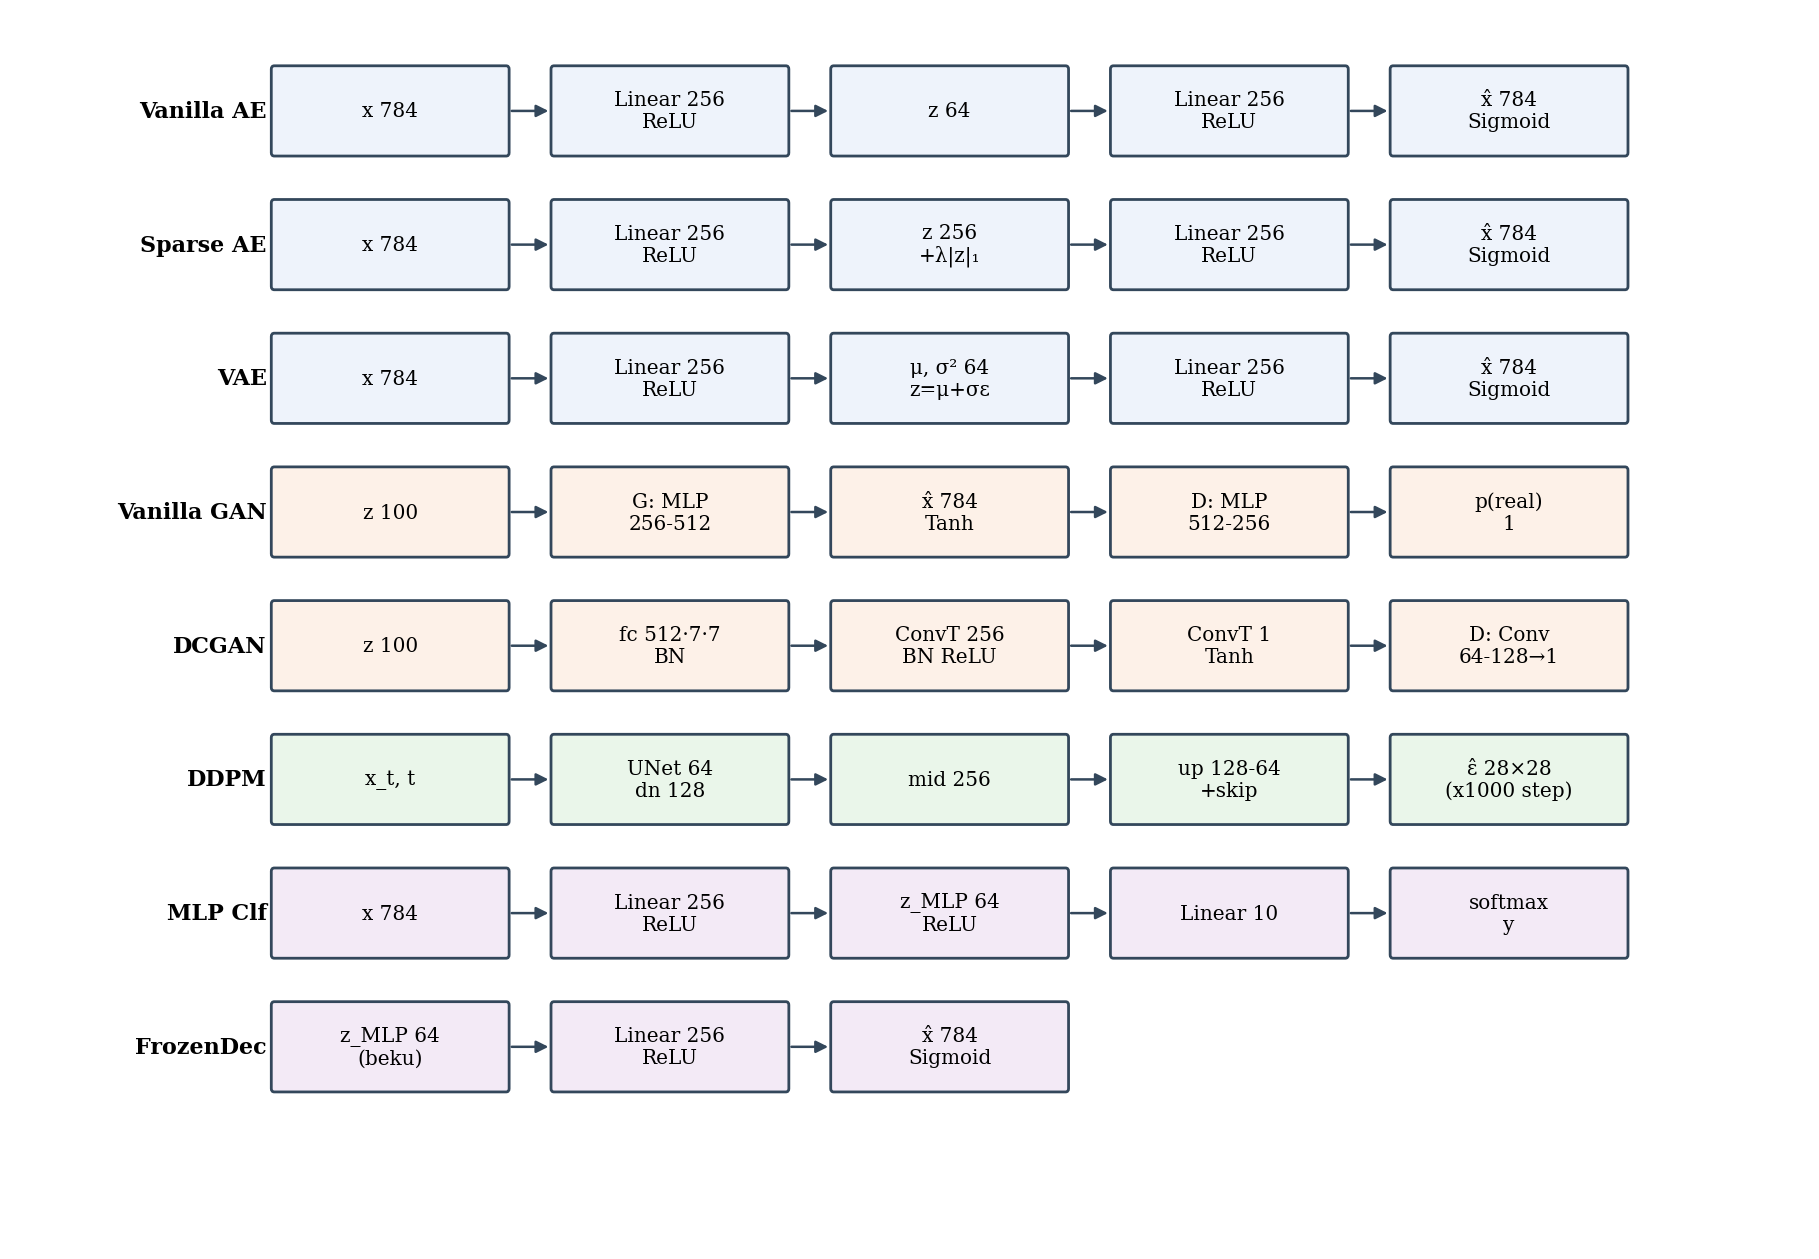 Vanilla AE
x 784
Linear 256
ReLU
z 64
Linear 256
ReLU
x̂ 784
Sigmoid
Sparse AE
x 784
Linear 256
ReLU
z 256
+λ|z|₁
Linear 256
ReLU
x̂ 784
Sigmoid
VAE
x 784
Linear 256
ReLU
μ, σ² 64
z=μ+σε
Linear 256
ReLU
x̂ 784
Sigmoid
Vanilla GAN
z 100
G: MLP
256-512
x̂ 784
Tanh
D: MLP
512-256
p(real)
1
DCGAN
z 100
fc 512·7·7
BN
ConvT 256
BN ReLU
ConvT 1
Tanh
D: Conv
64-128→1
DDPM
x_t, t
UNet 64
dn 128
mid 256
up 128-64
+skip
ε̂ 28×28
(x1000 step)
MLP Clf
x 784
Linear 256
ReLU
z_MLP 64
ReLU
Linear 10
softmax
y
FrozenDec
z_MLP 64
(beku)
Linear 256
ReLU
x̂ 784
Sigmoid